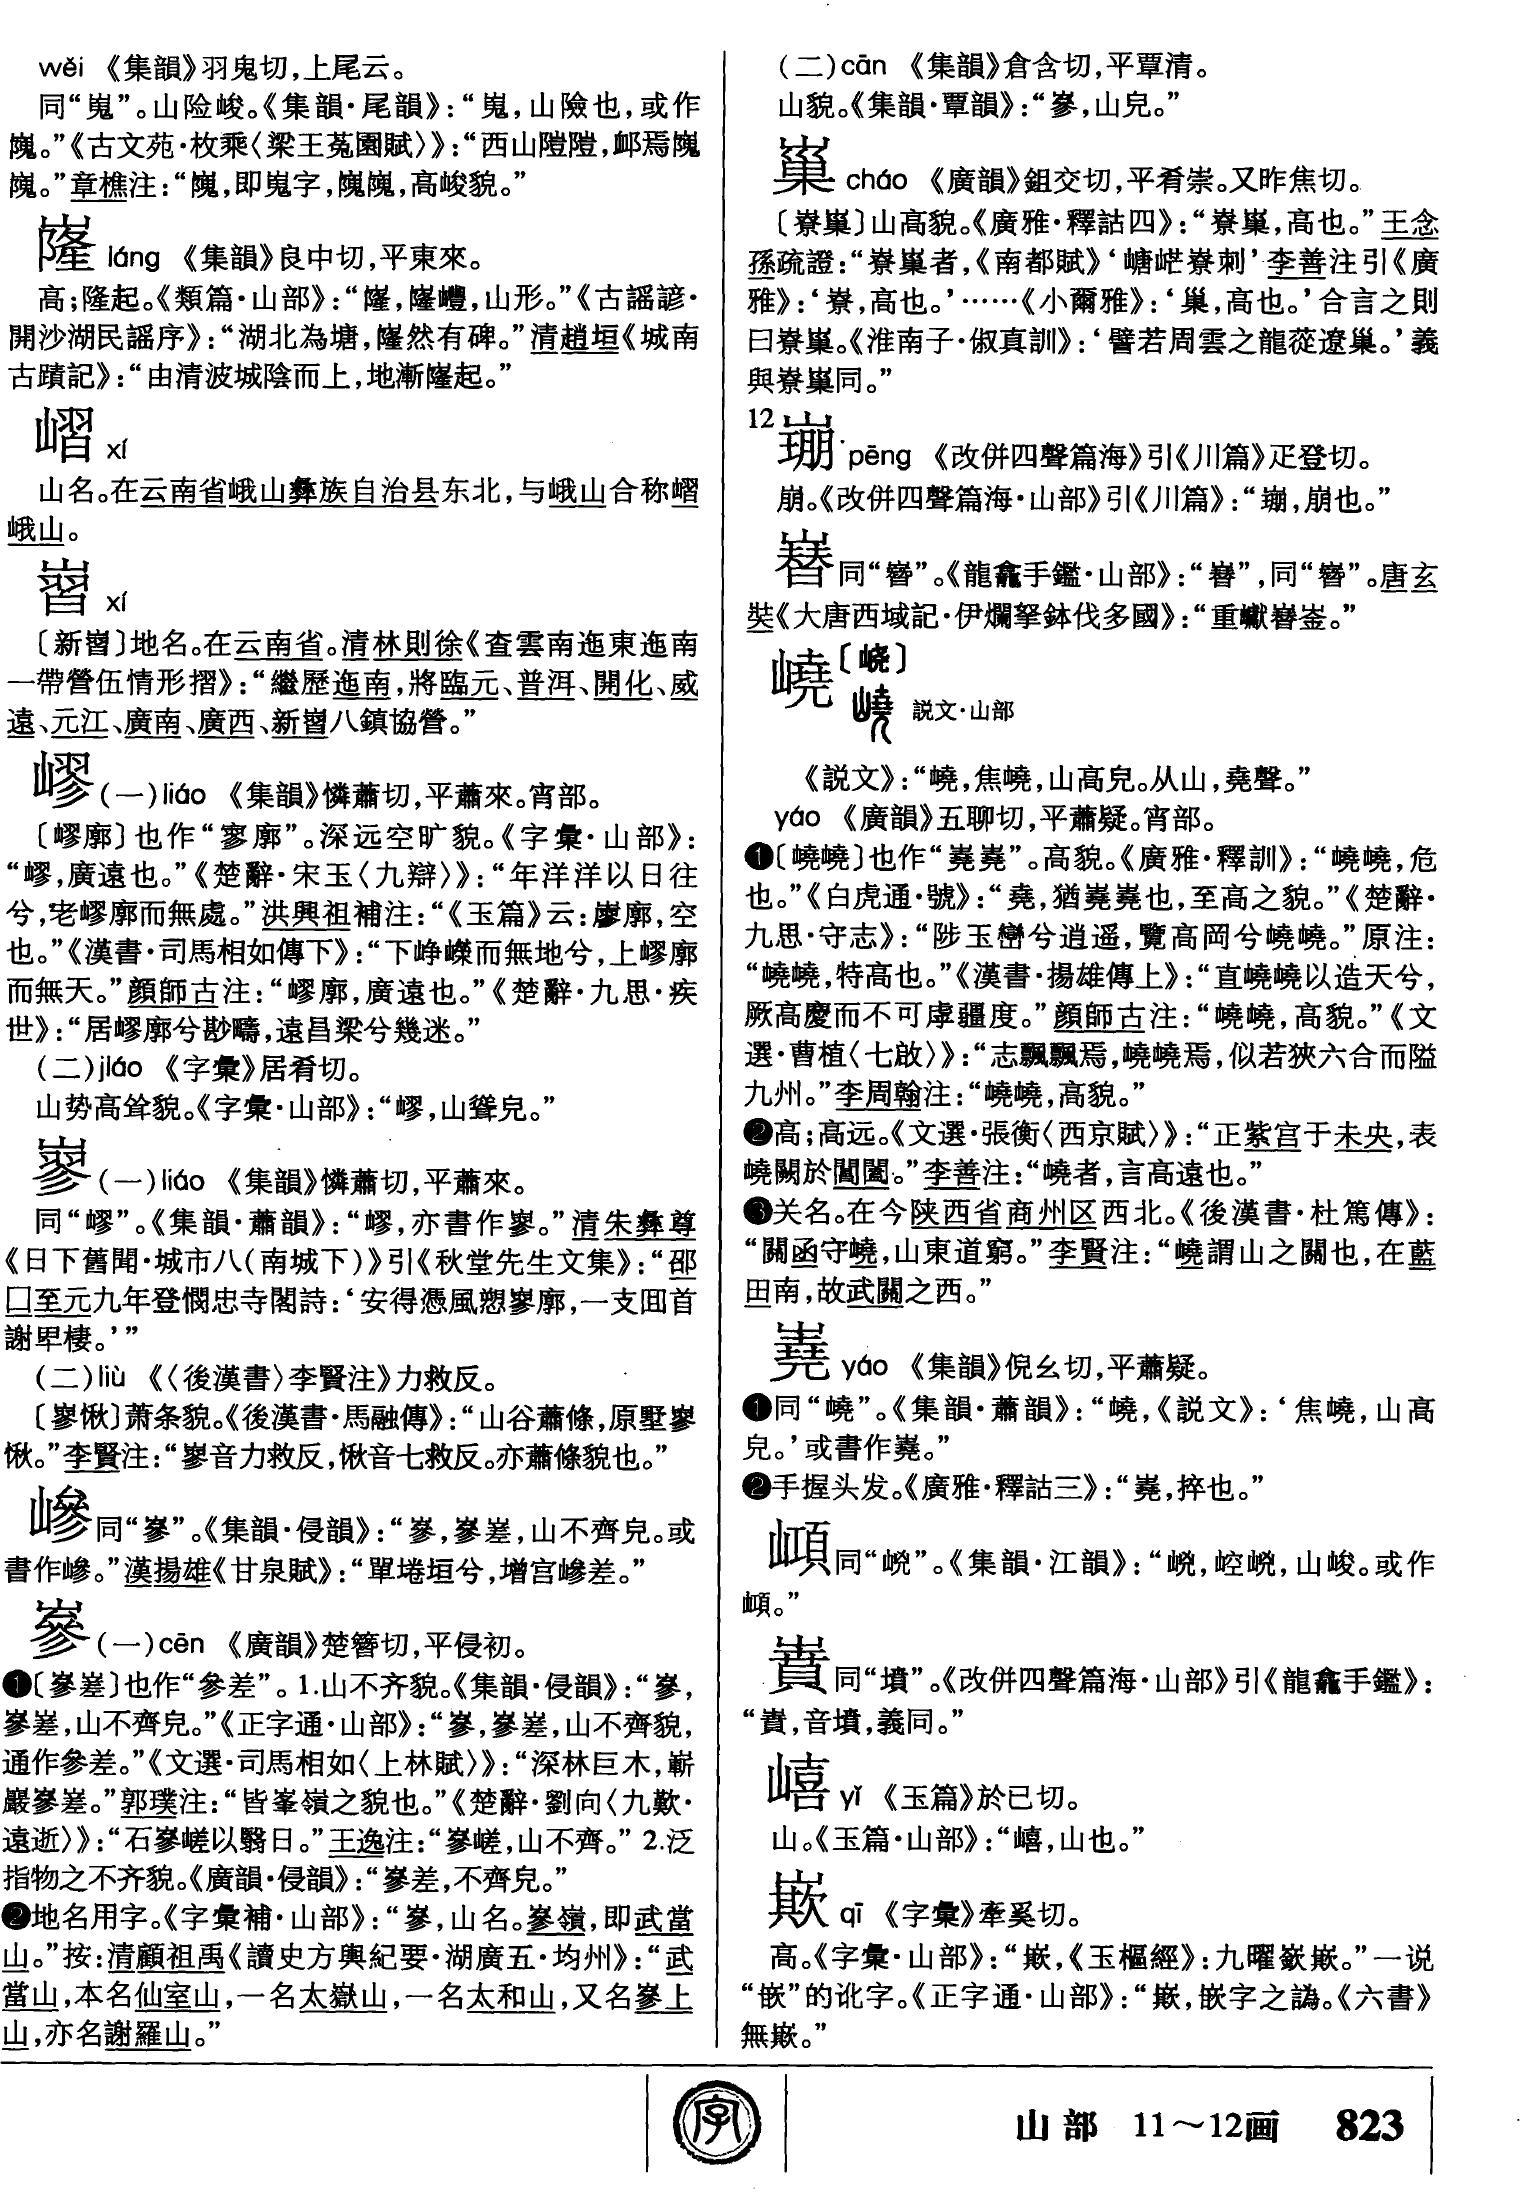 wěi 《集韻》羽鬼切，上尾云。
同“嵬”。山险峻。《集韻·尾韻》：“嵬，山險也，或作
隗。”《古文苑·枚乘〈梁王菟園賦〉》：“西山隑隑，卹焉隗
隗。”章樵注：“隗，即嵬字，隗隗，高峻貌。”
嶐 lóng 《集韻》良中切，平東來。
高；隆起。《類篇·山部》：“嶐，嶐㠦，山形。”《古謡諺·
開沙湖民謡序》：“湖北為塘，嶐然有碑。”清趙垣《城南
古蹟記》：“由清波城陰而上，地漸嶐起。”
嶍 xí
山名。在云南省峨山彝族自治县东北，与峨山合称嶍
峨山。
㠄 xí
〔新㠄〕地名。在云南省。清林則徐《查雲南迤東迤南
一帶營伍情形摺》：“繼歷迤南，將臨元、普洱、開化、威
遠、元江、廣南、廣西、新㠄八鎮協營。”
嵺 (一)liáo 《集韻》憐蕭切，平蕭來。宵部。
〔嵺廓〕也作“寥廓”。深远空旷貌。《字彙·山部》：
“嵺，廣遠也。”《楚辭·宋玉〈九辯〉》：“年洋洋以日往
兮，老嵺廓而無處。”洪興祖補注：“《玉篇》云：廫廓，空
也。”《漢書·司馬相如傳下》：“下峥嶸而無地兮，上嵺廓
而無天。”顏師古注：“嵺廓，廣遠也。”《楚辭·九思·疾
世》：“居嵺廓兮尠疇，遠昌梁兮幾迷。”
(二)jiáo 《字彙》居肴切。
山势高耸貌。《字彙·山部》：“嵺，山聳皃。”
嵾 (一)liáo 《集韻》憐蕭切，平蕭來。
同“嵺”。《集韻·蕭韻》：“嵺，亦書作㟹。”清朱彝尊
《日下舊聞·城市八(南城下)》引《秋堂先生文集》：“邵
囗至元九年登憫忠寺閣詩：‘安得憑風愬㟹廓，一支囬首
謝卑棲。’”
(二)liù 《〈後漢書〉李賢注》力救反。
〔㟹愀〕萧条貌。《後漢書·馬融傳》：“山谷蕭條，原墅㟹
愀。”李賢注：“㟹音力救反，愀音七救反。亦蕭條貌也。”
嵾同“嵾”。《集韻·侵韻》：“嵾，嵾嵳，山不齊皃。或
書作㟥。”漢揚雄《甘泉賦》：“單埢垣兮，增宫㟥差。”
嵾 (一)cēn 《廣韻》楚簪切，平侵初。
❶〔嵾嵳〕也作“參差”。1.山不齐貌。《集韻·侵韻》：“嵾，
嵾嵳，山不齊皃。”《正字通·山部》：“嵾，嵾嵳，山不齊貌，
通作參差。”《文選·司馬相如〈上林賦〉》：“深林巨木，嶄
巖嵾嵳。”郭璞注：“皆峯嶺之貌也。”《楚辭·劉向〈九歎·
遠逝〉》：“石嵾嵯以翳日。”王逸注：“嵾嵯，山不齊。”2.泛
指物之不齐貌。《廣韻·侵韻》：“嵾差，不齊皃。”
❷地名用字。《字彙補·山部》：“嵾，山名。嵾嶺，即武當
山。”按：清顧祖禹《讀史方輿紀要·湖廣五·均州》：“武
當山，本名仙室山，一名太嶽山，一名太和山，又名嵾上
山，亦名謝羅山。”
(二)cān 《集韻》倉含切，平覃清。
山貌。《集韻·覃韻》：“嵾，山皃。”
巢 cháo 《廣韻》鉏交切，平肴崇。又昨焦切。
〔嶚巢〕山高貌。《廣雅·釋詁四》：“嶚巢，高也。”王念
孫疏證：“嶚巢者，《南都賦》‘嵣㟐嶚刺’李善注引《廣
雅》：‘嶚，高也。’……《小爾雅》：‘巢，高也。’合言之則
曰嶚巢。《淮南子·俶真訓》：‘譬若周雲之龍蓯遼巢。’義
與嶚巢同。”
12
pēng 《改併四聲篇海》引《川篇》疋登切。
崩。《改併四聲篇海·山部》引《川篇》：“，崩也。”
同“㠎”。《龍龕手鑑·山部》：“”，同“㠎”。唐玄
奘《大唐西域記·伊爛拏鉢伐多國》：“重巘崟。”
嶢〔峣〕
説文·山部
《説文》：“嶢，焦嶢，山高皃。从山，堯聲。”
yáo 《廣韻》五聊切，平蕭疑。宵部。
❶〔嶢嶢〕也作“嶤嶤”。高貌。《廣雅·釋訓》：“嶢嶢，危
也。”《白虎通·號》：“堯，猶嶤嶤也，至高之貌。”《楚辭·
九思·守志》：“陟玉巒兮逍遥，覽高岡兮嶢嶢。”原注：
“嶢嶢，特高也。”《漢書·揚雄傳上》：“直嶢嶢以造天兮，
厥高慶而不可虖疆度。”顏師古注：“嶢嶢，高貌。”《文
選·曹植〈七啟〉》：“志飄飄焉，嶢嶢焉，似若狹六合而隘
九州。”李周翰注：“嶢嶢，高貌。”
❷高；高远。《文選·張衡〈西京賦〉》：“正紫宫于未央，表
嶢闕於閶闔。”李善注：“嶢者，言高遠也。”
❸关名。在今陕西省商州区西北。《後漢書·杜篤傳》：
“關函守嶢，山東道窮。”李賢注：“嶢謂山之關也，在藍
田南，故武關之西。”
嶤 yáo 《集韻》倪幺切，平蕭疑。
❶同“嶢”。《集韻·蕭韻》：“嶢，《説文》：‘焦嶢，山高
皃。’或書作嶤。”
❷手握头发。《廣雅·釋詁三》：“嶤，捽也。”
同“”。《集韻·江韻》：“，崆，山峻。或作
。”
同“墳”。《改併四聲篇海·山部》引《龍龕手鑑》：
“，音墳，義同。”
嶬 yǐ 《玉篇》於已切。
山。《玉篇·山部》：“嘻，山也。”
嶔 qī 《字彙》牽奚切。
高。《字彙·山部》：“，《玉樞經》：九曜嶔。”一说
“嵌”的讹字。《正字通·山部》：“，嵌字之譌。《六書》
無。”
山部 11～12画 823
字